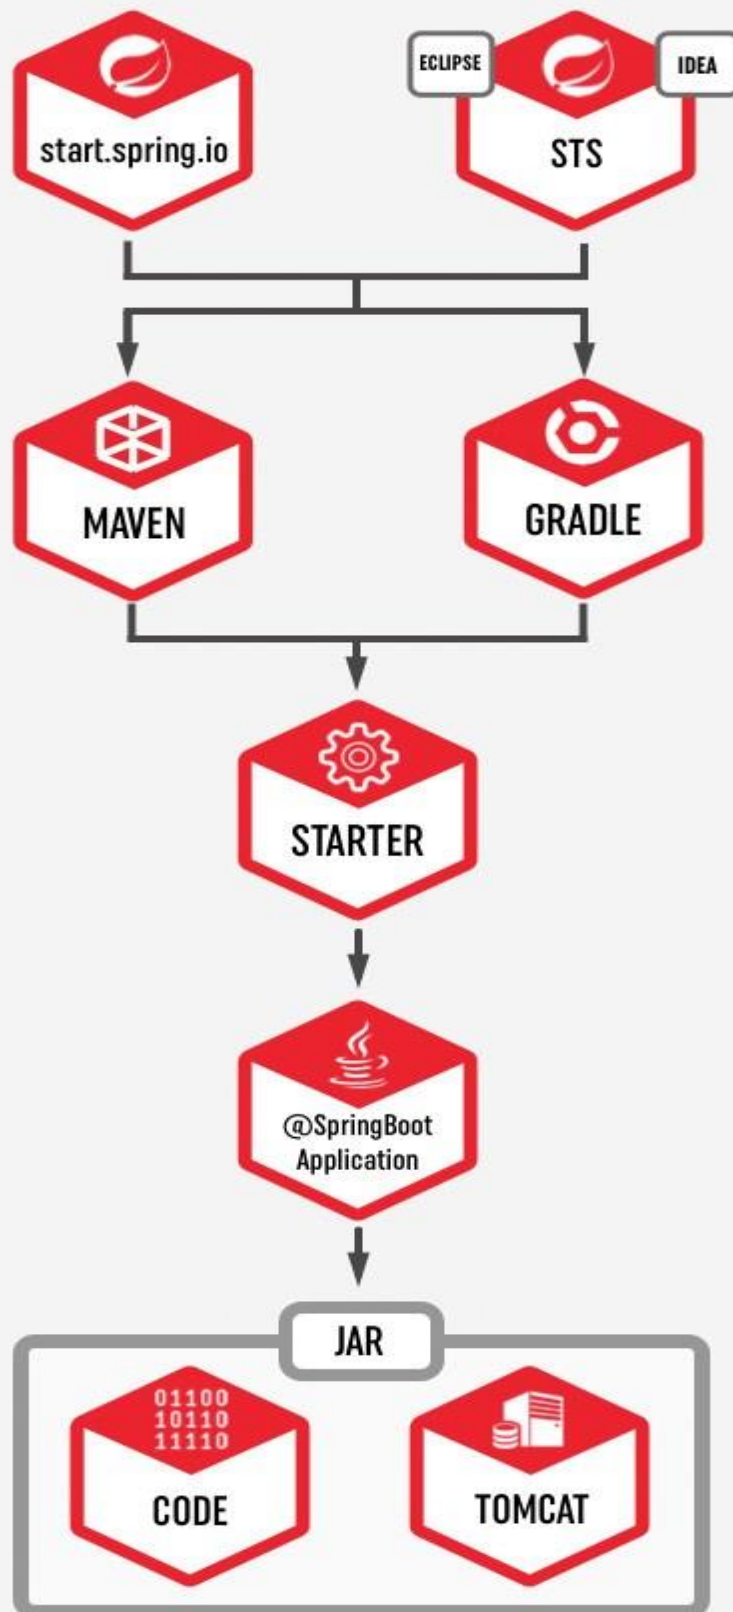 start.spring.io
ECLIPSE
IDEA
STS
MAVEN
GRADLE
STARTER
@SpringBoot
Application
JAR
01100
10110
11110
CODE
TOMCAT